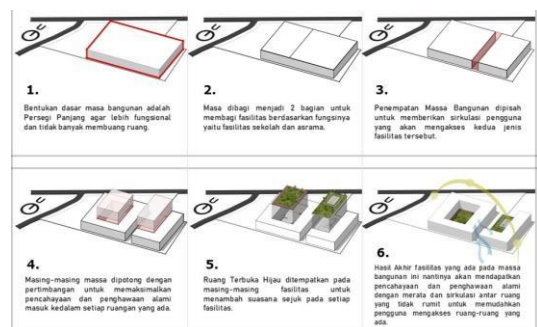 1.
Bentukan dasar masa bangunan adalah
Persegi Panjang agar lebih fungsional
dan tidak banyak membuang ruang.
2.
Masa dibagi menjadi 2 bagian untuk
membagi fasilitas berdasarkan fungsinya
yaitu fasilitas sekolah dan asrama.
3.
Penempatan Massa Bangunan dipisah
untuk memberikan sirkulasi pengguna
yang akan mengakses kedua jenis
fasilitas tersebut.
4.
Masing-masing massa dipotong dengan
pertimbangan untuk memaksimalkan
pencahayaan dan penghawaan alami
masuk kedalam setiap ruangan yang ada.
5.
Ruang Terbuka Hijau ditempatkan pada
masing-masing fasilitas untuk
menambah suasana sejuk pada setiap
fasilitas.
6.
Hasil Akhir fasilitas yang ada pada massa
bangunan ini nantinya akan mendapatkan
pencahayaan dan penghawaan alami
dengan merata dan sirkulasi antar ruang
yang tidak rumit untuk memudahkan
pengguna mengakses ruang-ruang yang
ada.